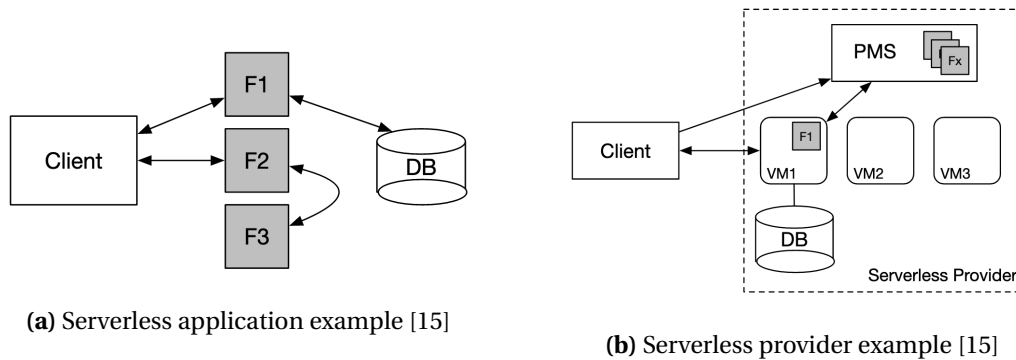 Client
F1
F2
F3
DB
(a) Serverless application example [15]
PMS
Fx
Client
F1
VM1
VM2
VM3
DB
Serverless Provider
(b) Serverless provider example [15]